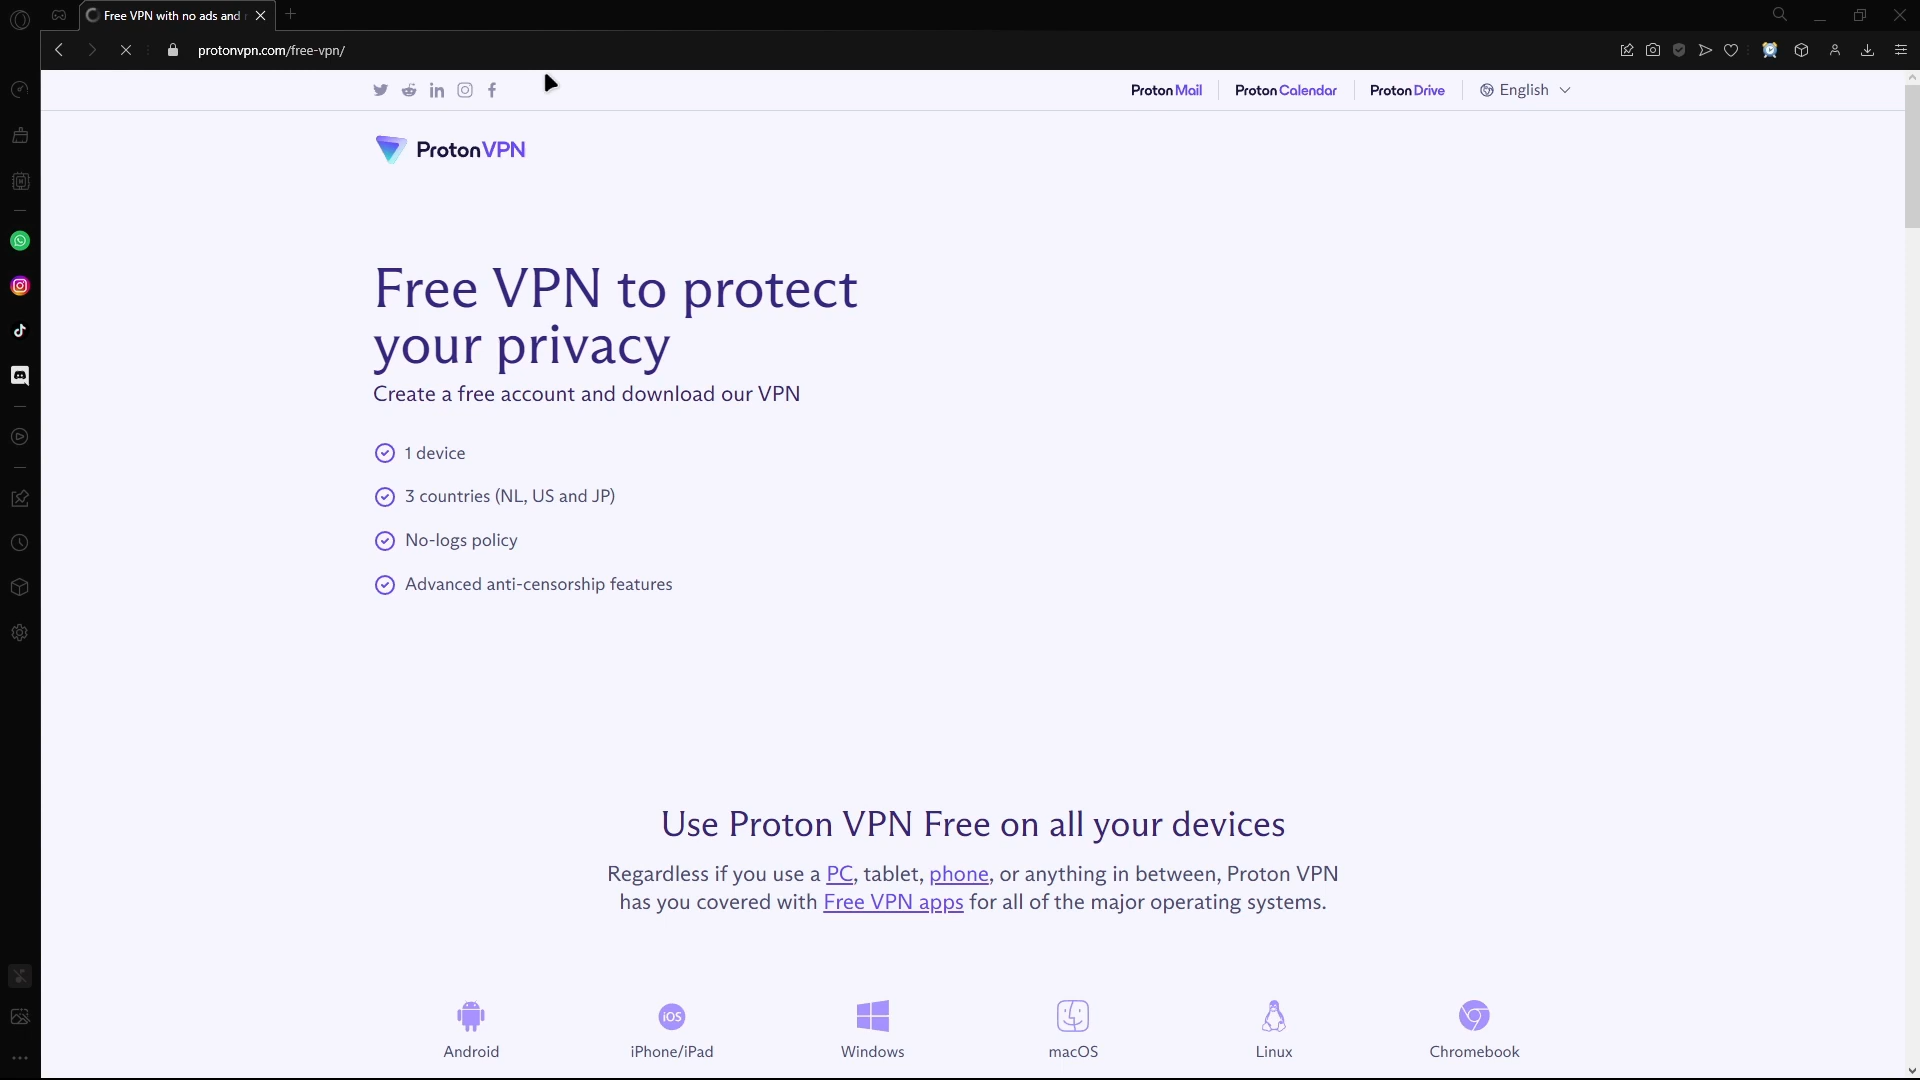 Free VPN with no ads and
protonvpn.com/free-vpn/
Proton Mail
Proton Calendar
Proton Drive
English
Proton VPN
Free VPN to protect
your privacy
Create a free account and download our VPN
1 device
3 countries (NL, US and JP)
No-logs policy
Advanced anti-censorship features
Use Proton VPN Free on all your devices
Regardless if you use a PC, tablet, phone, or anything in between, Proton VPN
has you covered with Free VPN apps for all of the major operating systems.
iOS
Android
iPhone/iPad
Windows
macOS
Linux
Chromebook